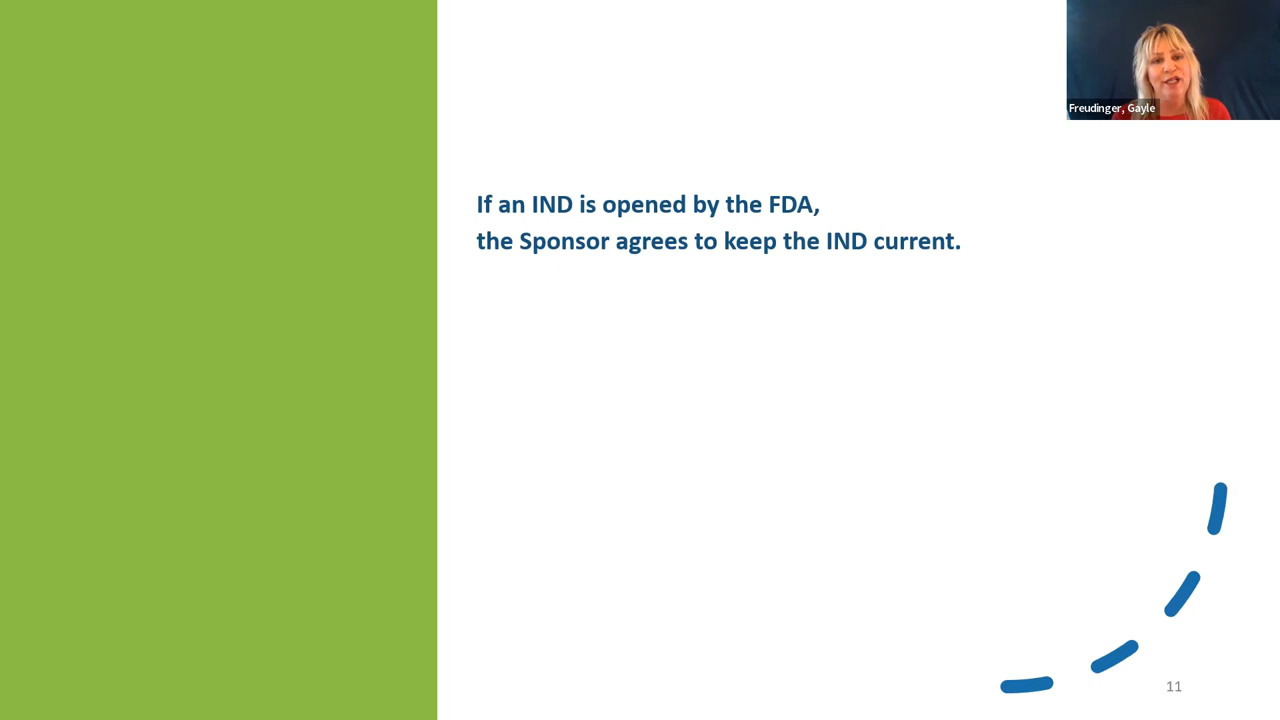 Freudinger, Gayle
If an IND is opened by the FDA,
the Sponsor agrees to keep the IND current.
11